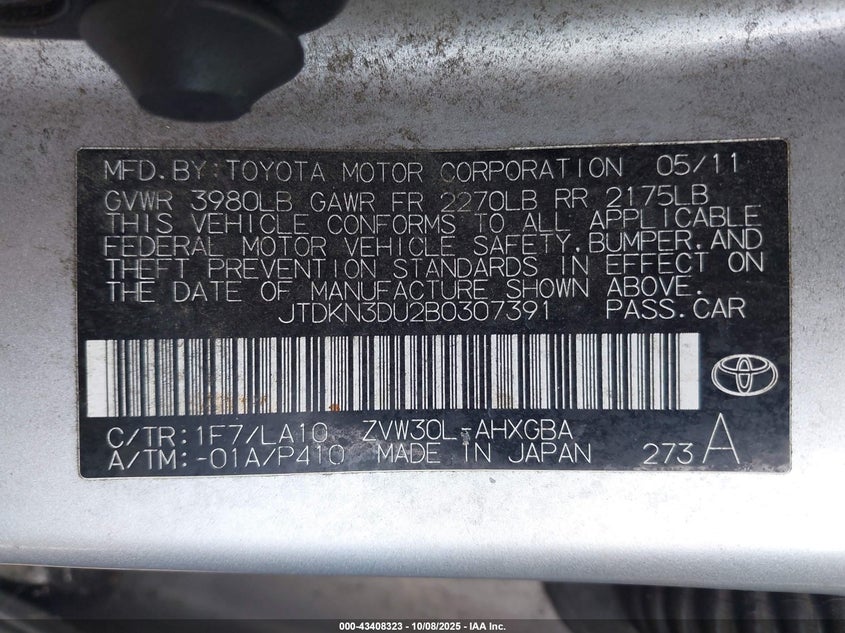 MFD. BY: TOYOTA MOTOR CORPORATION 05/11
GVWR 3980LB GAWR FR 2270LB RR 2175LB
THIS VEHICLE CONFORMS TO ALL APPLICABLE
FEDERAL MOTOR VEHICLE SAFETY, BUMPER, AND
THEFT PREVENTION STANDARDS IN EFFECT ON
THE DATE OF MANUFACTURE SHOWN ABOVE.
JTDKN3DU2B0307391 PASS. CAR
C/TR: 1F7/LA10 ZVW30L-AHXGBA
A/TM: -01A/P410 MADE IN JAPAN 273 A
000-43408323 - 10/08/2025 - IAA Inc.